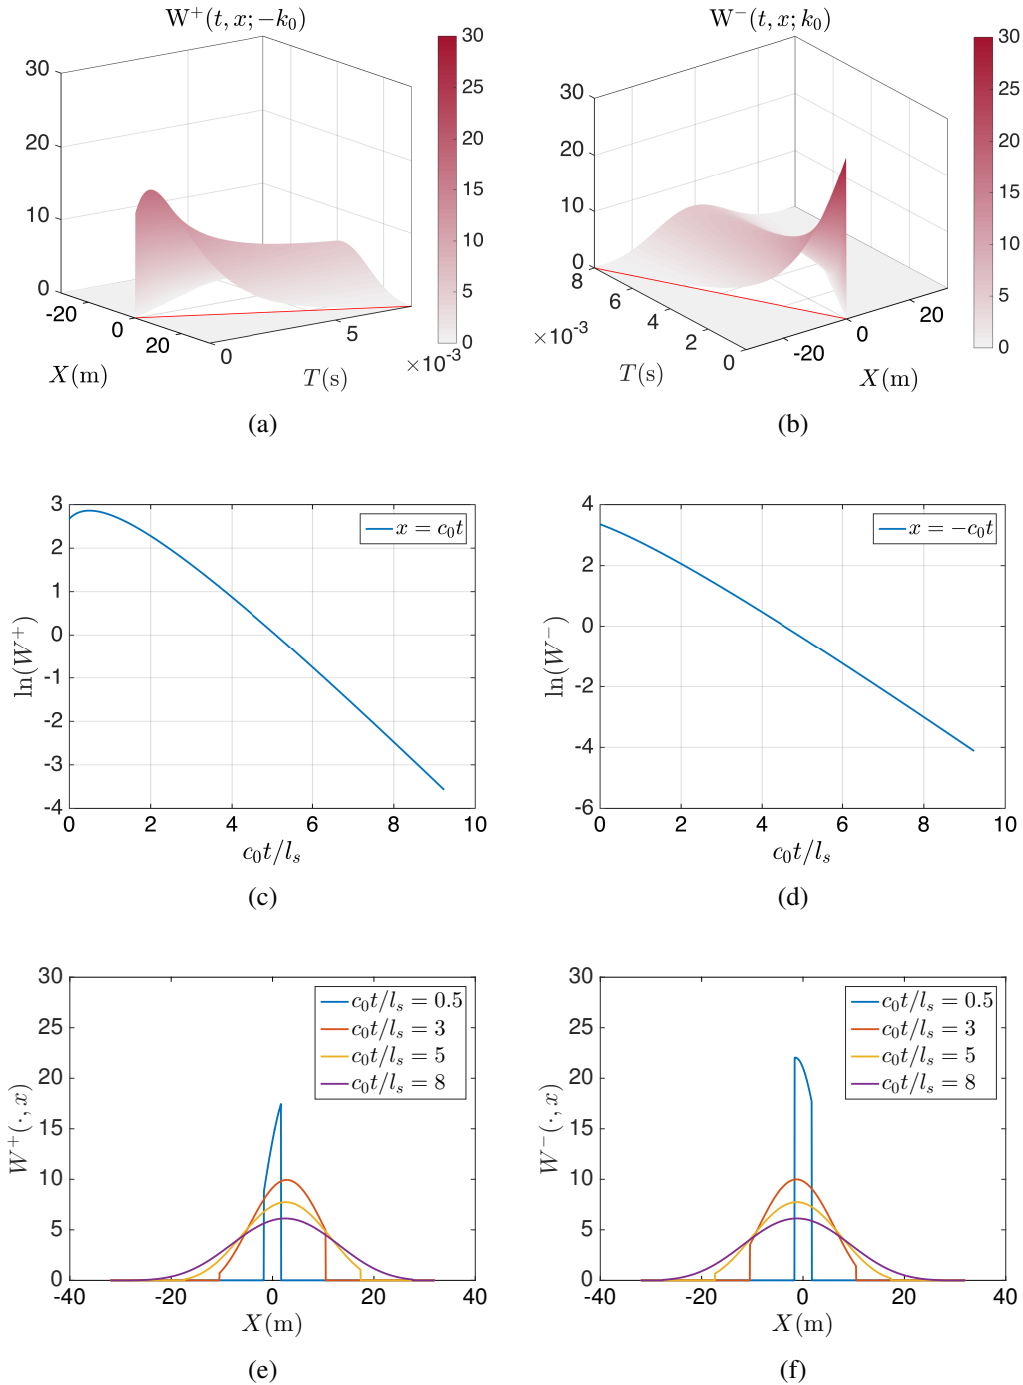 W⁺(t, x; −k₀)
30
20
10
0
-20
0
20
X(m)
0
5
×10⁻³
T(s)
30
25
20
15
10
5
0
(a)
W⁻(t, x; k₀)
30
20
10
0
8
6
4
2
0
×10⁻³
T(s)
-20
0
20
X(m)
30
25
20
15
10
5
0
(b)
3
2
1
0
-1
-2
-3
-4
ln(W⁺)
x = c₀t
0 2 4 6 8 10
c₀t/lₛ
(c)
4
2
0
-2
-4
-6
ln(W⁻)
x = −c₀t
0 2 4 6 8 10
c₀t/lₛ
(d)
30
25
20
15
10
5
0
W⁺(·, x)
c₀t/lₛ = 0.5
c₀t/lₛ = 3
c₀t/lₛ = 5
c₀t/lₛ = 8
-40 -20 0 20 40
X(m)
(e)
30
25
20
15
10
5
0
W⁻(·, x)
c₀t/lₛ = 0.5
c₀t/lₛ = 3
c₀t/lₛ = 5
c₀t/lₛ = 8
-40 -20 0 20 40
X(m)
(f)